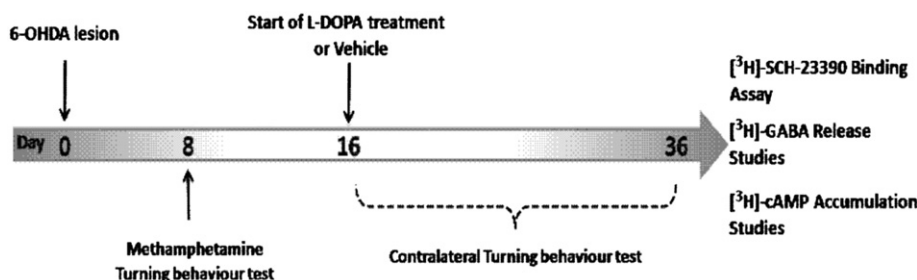 6-OHDA lesion
Start of L-DOPA treatment
or Vehicle
[³H]-SCH-23390 Binding
Assay
Day 0 8 16 36
[³H]-GABA Release
Studies
[³H]-cAMP Accumulation
Studies
Methamphetamine
Turning behaviour test
Contralateral Turning behaviour test